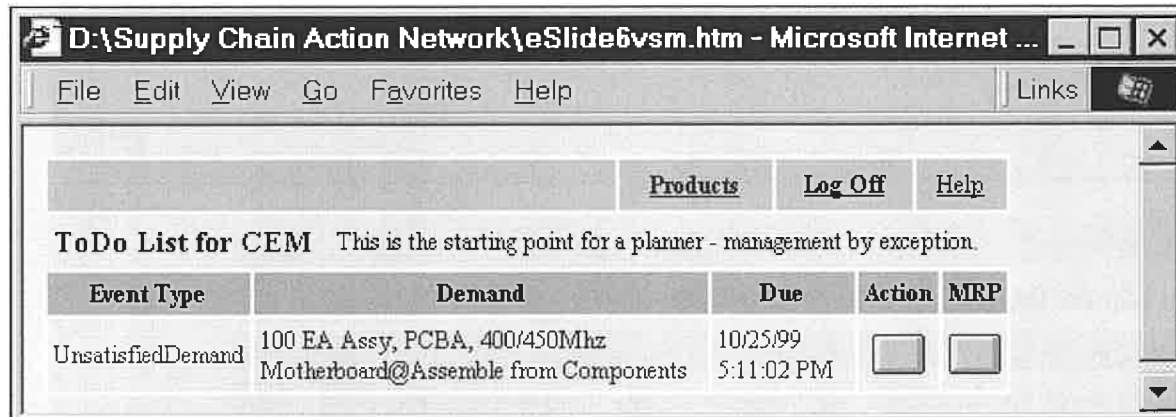 D:\Supply Chain Action Network\eSlide6vsm.htm - Microsoft Internet ...
File Edit View Go Favorites Help Links
Products Log Off Help
ToDo List for CEM This is the starting point for a planner - management by exception.
Event Type Demand Due Action MRP
UnsatisfiedDemand 100 EA Assy, PCBA, 400/450Mhz 10/25/99
Motherboard@Assemble from Components 5:11:02 PM